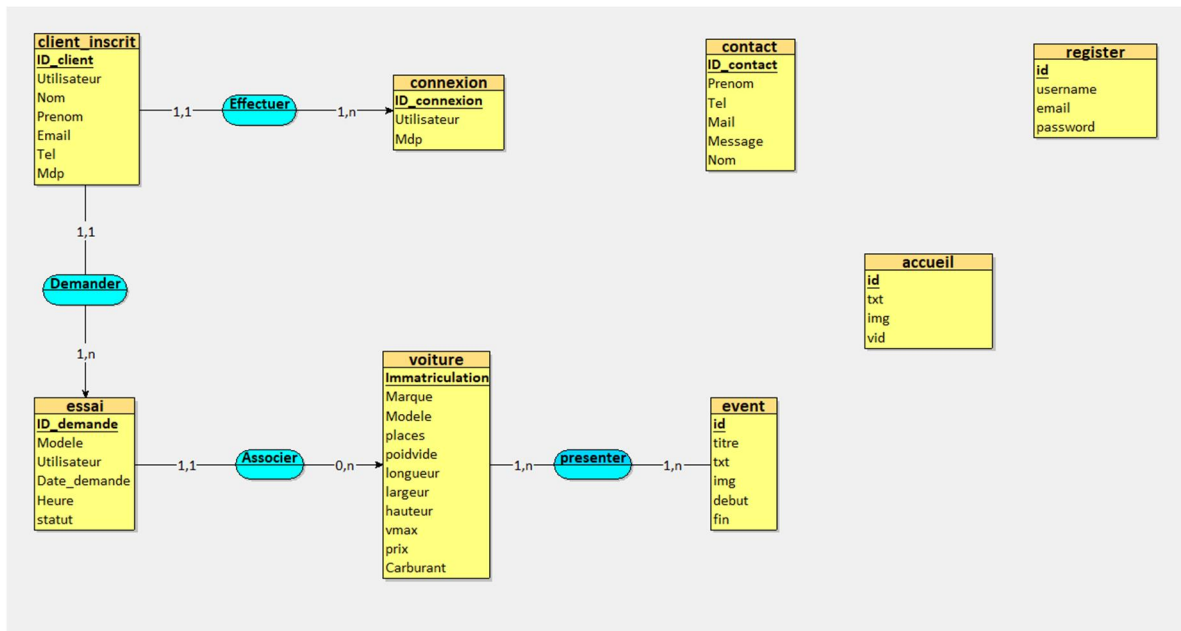 client_inscrit
ID_client
Utilisateur
Nom
Prenom
Email
Tel
Mdp
1,1
Effectuer
1,n
connexion
ID_connexion
Utilisateur
Mdp
contact
ID_contact
Prenom
Tel
Mail
Message
Nom
register
id
username
email
password
1,1
Demander
1,n
accueil
id
txt
img
vid
essai
ID_demande
Modele
Utilisateur
Date_demande
Heure
statut
1,1
Associer
0,n
voiture
Immatriculation
Marque
Modele
places
poidvide
longueur
largeur
hauteur
vmax
prix
Carburant
1,n
presenter
1,n
event
id
titre
txt
img
debut
fin